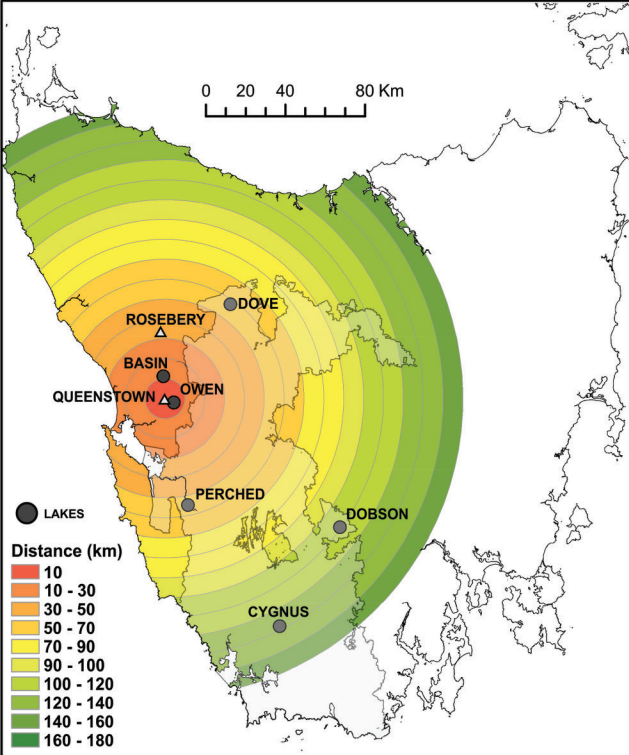 0 20 40 80 Km
DOVE
ROSEBERY
BASIN
OWEN
QUEENSTOWN
PERCHED
DOBSON
LAKES
CYGNUS
Distance (km)
10
10 - 30
30 - 50
50 - 70
70 - 90
90 - 100
100 - 120
120 - 140
140 - 160
160 - 180